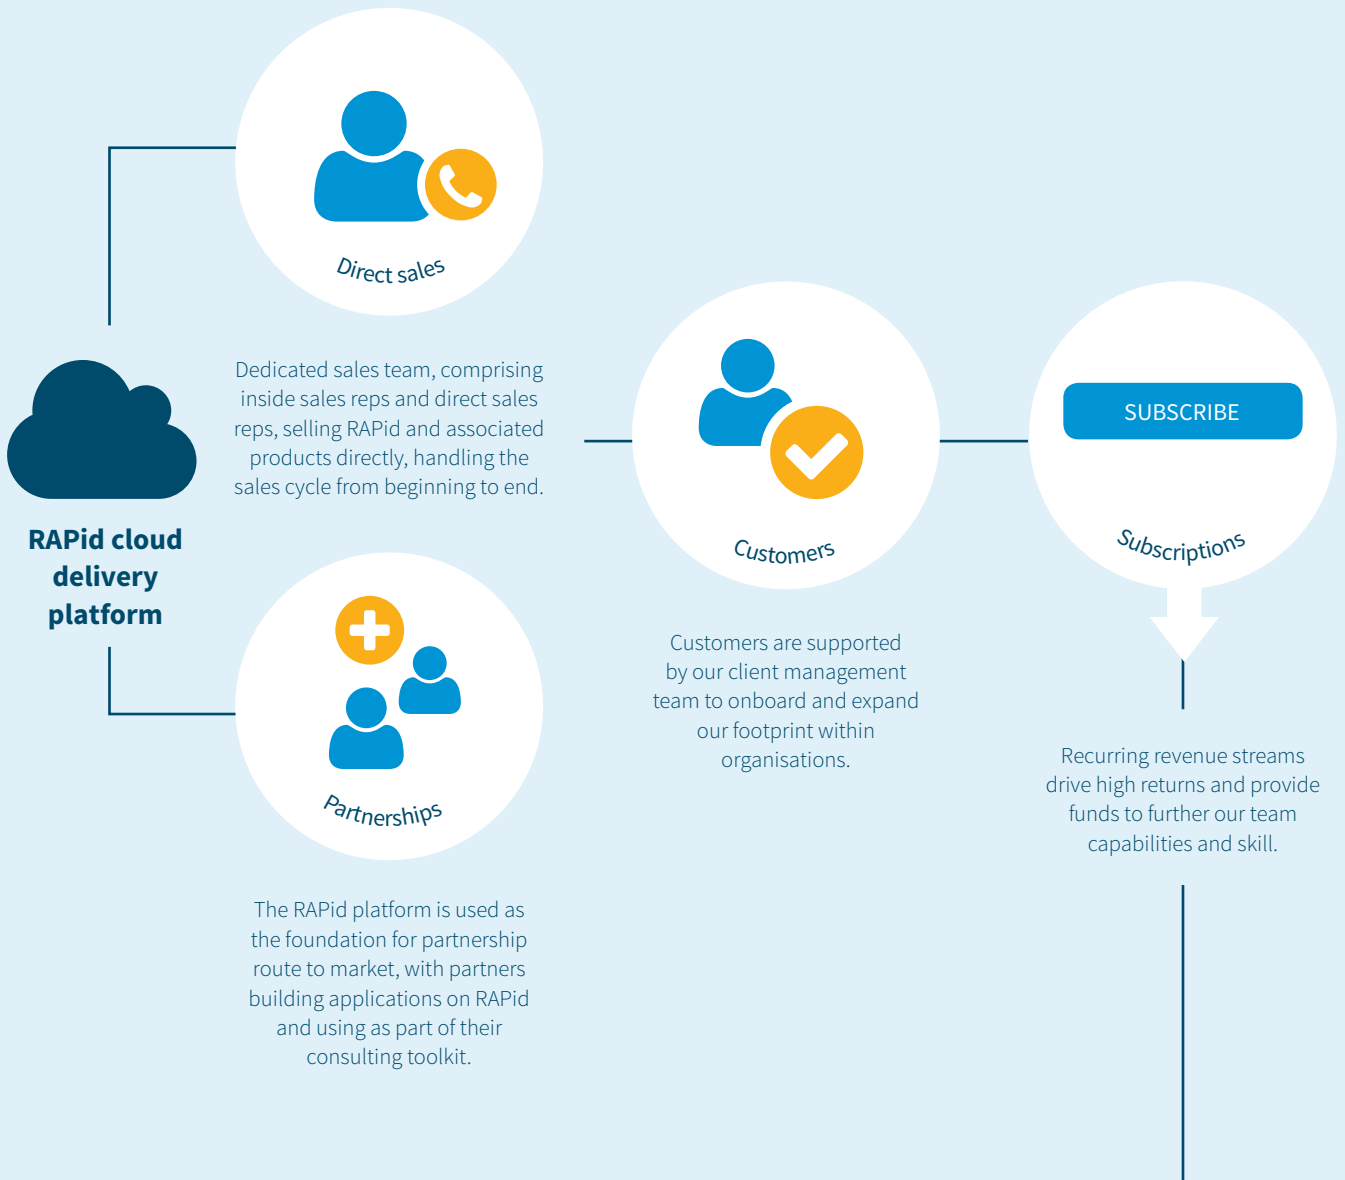 Direct sales
Dedicated sales team, comprising
inside sales reps and direct sales
reps, selling RAPid and associated
products directly, handling the
sales cycle from beginning to end.
RAPid cloud
delivery
platform
Partnerships
The RAPid platform is used as
the foundation for partnership
route to market, with partners
building applications on RAPid
and using as part of their
consulting toolkit.
Customers
Customers are supported
by our client management
team to onboard and expand
our footprint within
organisations.
SUBSCRIBE
Subscriptions
Recurring revenue streams
drive high returns and provide
funds to further our team
capabilities and skill.